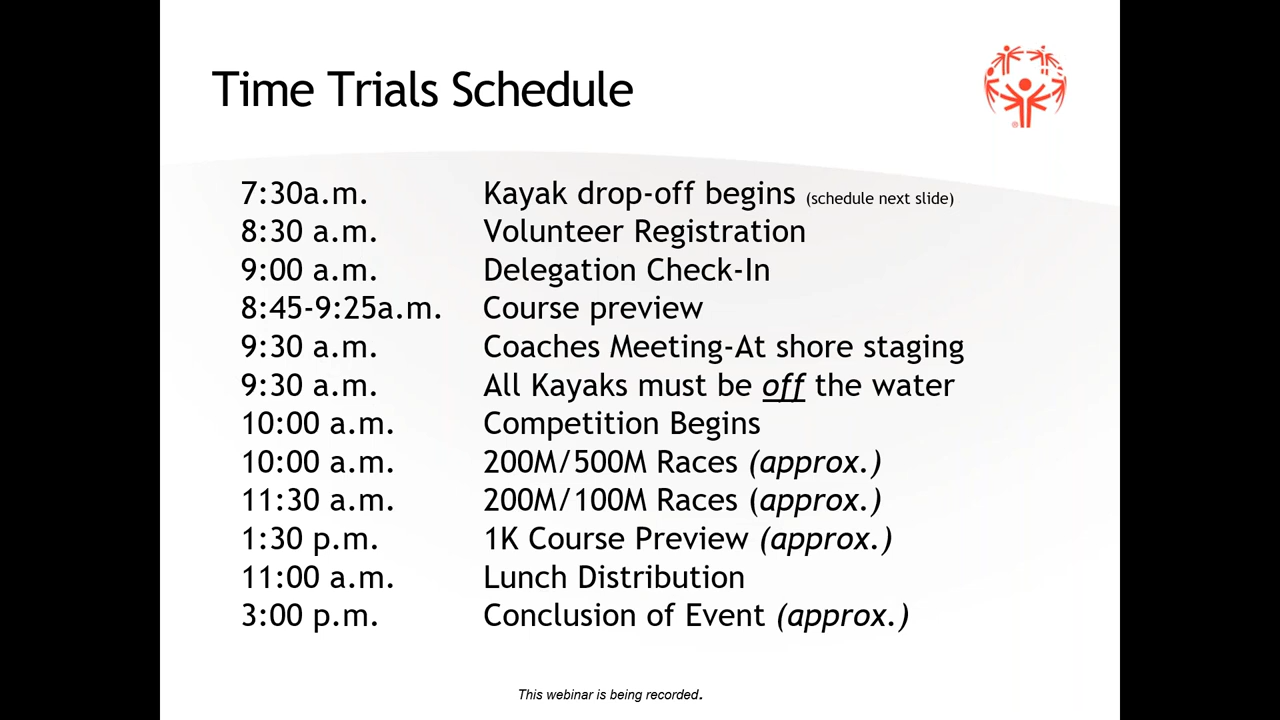 Time Trials Schedule
7:30a.m. Kayak drop-off begins (schedule next slide)
8:30 a.m. Volunteer Registration
9:00 a.m. Delegation Check-In
8:45-9:25a.m. Course preview
9:30 a.m. Coaches Meeting-At shore staging
9:30 a.m. All Kayaks must be off the water
10:00 a.m. Competition Begins
10:00 a.m. 200M/500M Races (approx.)
11:30 a.m. 200M/100M Races (approx.)
1:30 p.m. 1K Course Preview (approx.)
11:00 a.m. Lunch Distribution
3:00 p.m. Conclusion of Event (approx.)
This webinar is being recorded.